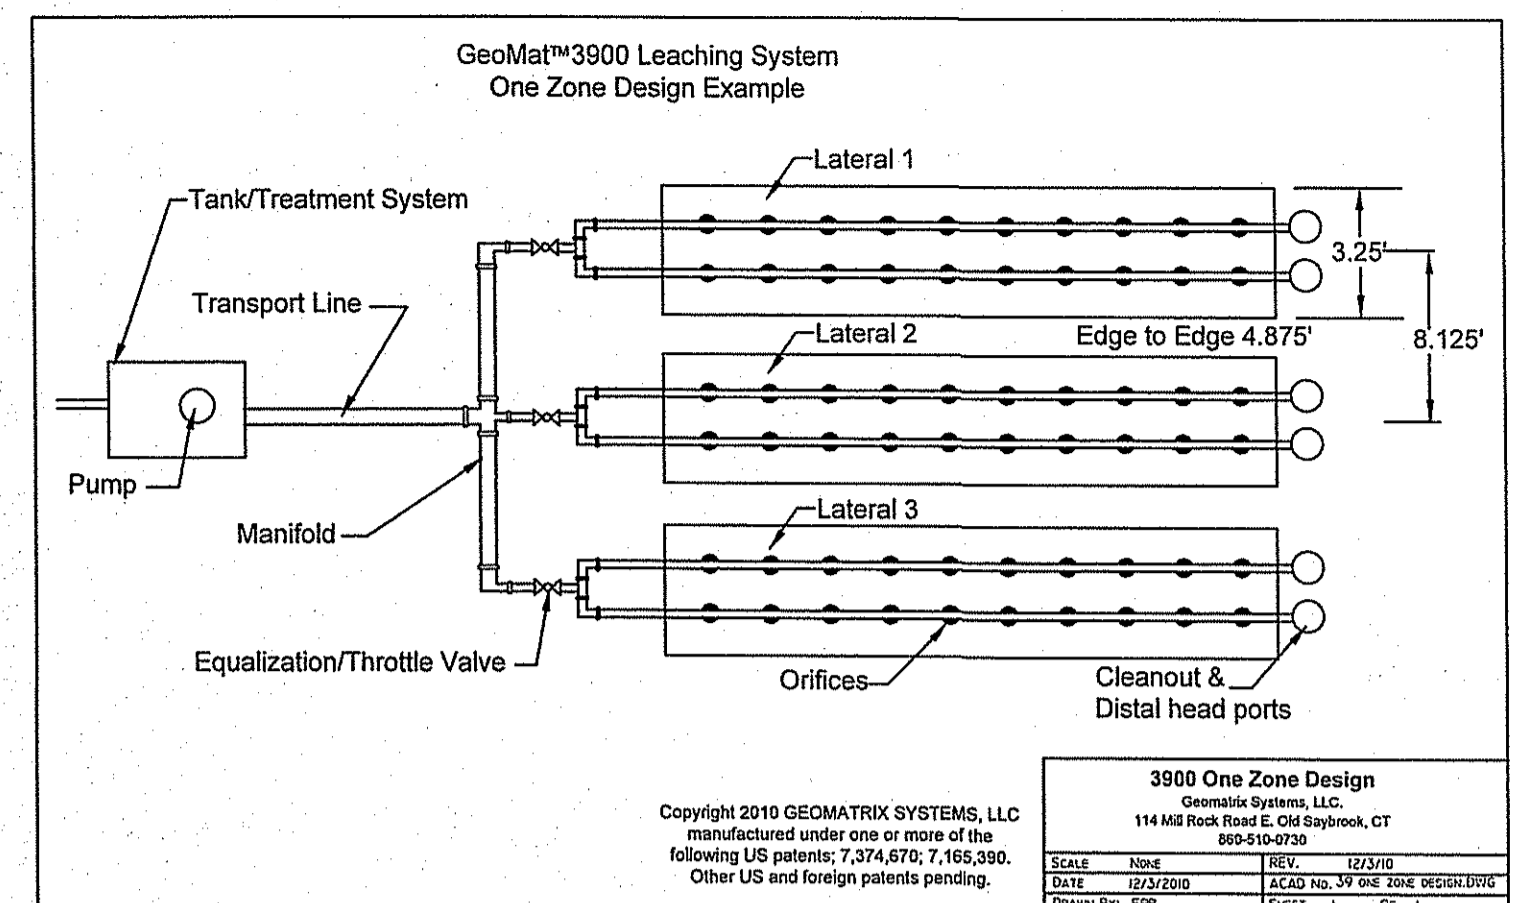 GeoMat™3900 Leaching System
One Zone Design Example
Lateral 1
Tank/Treatment System
3.25'
Transport Line
Lateral 2
Edge to Edge 4.875'
8.125'
Pump
Manifold
Lateral 3
Equalization/Throttle Valve
Orifices
Cleanout &
Distal head ports
Copyright 2010 GEOMATRIX SYSTEMS, LLC
manufactured under one or more of the
following US patents; 7,374,670; 7,165,390.
Other US and foreign patents pending.
3900 One Zone Design
Geomatrix Systems, LLC.
114 Mill Rock Road E. Old Saybrook, CT
860-510-0730
SCALE NONE REV. 12/3/10
DATE 12/3/2010 ACAD NO. 39 ONE ZONE DESIGN.DWG